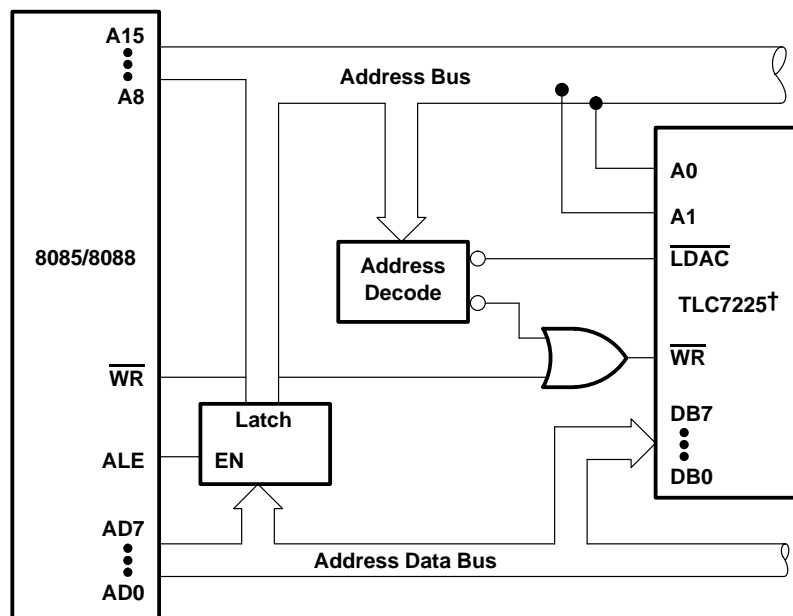 A15
A8
Address Bus
8085/8088
WR
ALE
AD7
AD0
Latch
EN
Address
Decode
Address Data Bus
A0
A1
LDAC
TLC7225†
WR
DB7
DB0